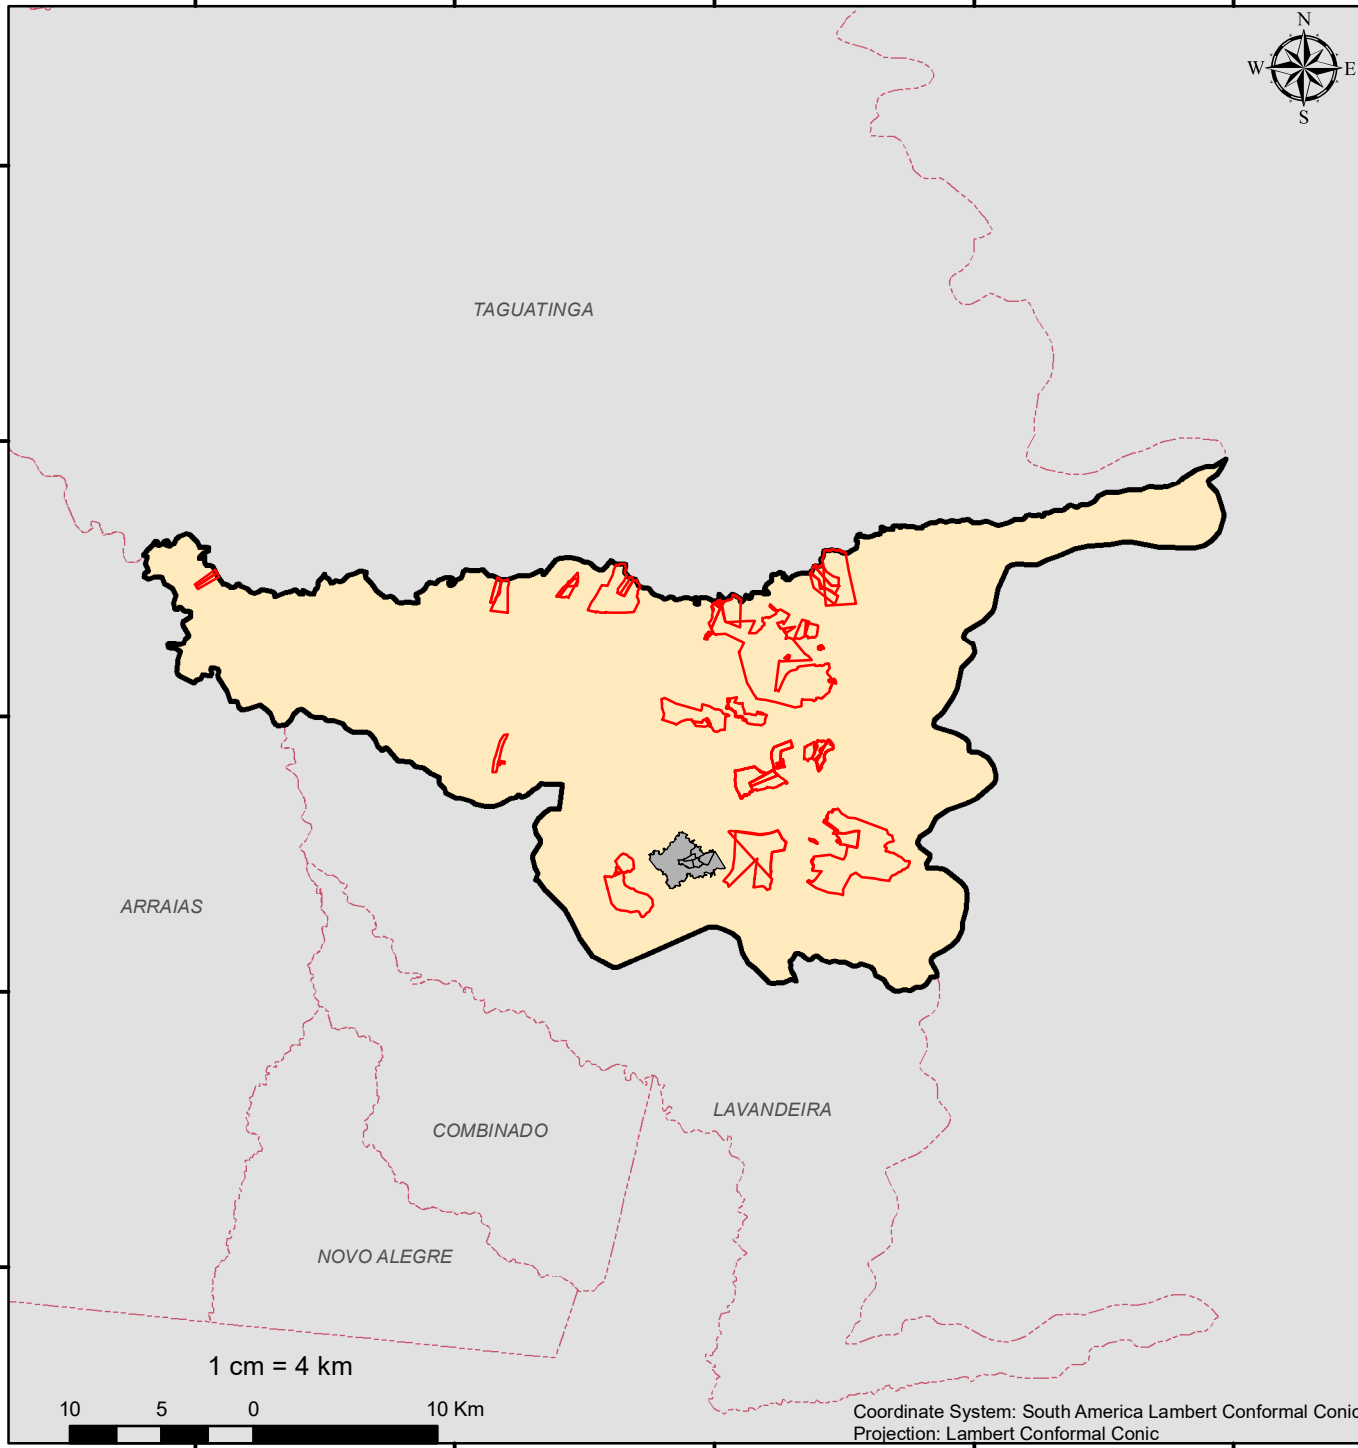 N
W E
S
TAGUATINGA
ARRAIAS
LAVANDEIRA
COMBINADO
NOVO ALEGRE
1 cm = 4 km
10 5 0 10 Km
Coordinate System: South America Lambert Conformal Conic
Projection: Lambert Conformal Conic